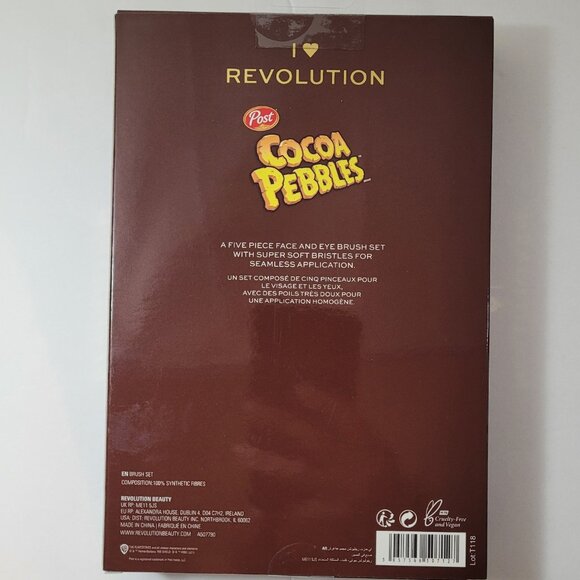 I ♥
REVOLUTION
Post
COCOA
PEBBLES™
A FIVE PIECE FACE AND EYE BRUSH SET
WITH SUPER SOFT BRISTLES FOR
SEAMLESS APPLICATION.
UN SET COMPOSÉ DE CINQ PINCEAUX POUR
LE VISAGE ET LES YEUX,
AVEC DES POILS TRÈS DOUX POUR
UNE APPLICATION HOMOGÈNE.
EN BRUSH SET
COMPOSITION:100% SYNTHETIC FIBRES
REVOLUTION BEAUTY
UK RP: ME11 5JS
EU RP: ALEXANDRA HOUSE, DUBLIN 4, D04 C7H2, IRELAND
USA: DIST: REVOLUTION BEAUTY INC. NORTHBROOK, IL 60062
MADE IN CHINA | FABRIQUÉ EN CHINE
WWW.REVOLUTIONBEAUTY.COM A607790
Cruelty-Free
and Vegan
Lot T118
ME11 5JS